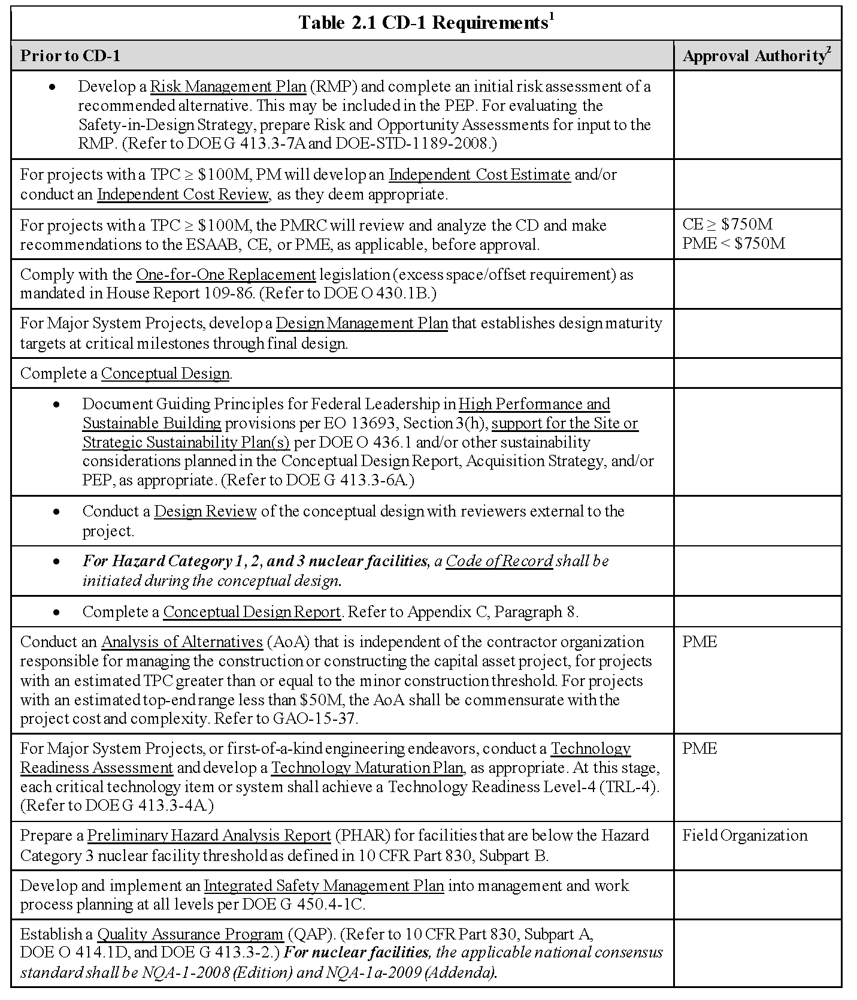 Table 2.1 CD-1 Requirements1
Prior to CD-1
Approval Authority2
• Develop a Risk Management Plan (RMP) and complete an initial risk assessment of a
recommended alternative. This may be included in the PEP. For evaluating the
Safety-in-Design Strategy, prepare Risk and Opportunity Assessments for input to the
RMP. (Refer to DOE G 413.3-7A and DOE-STD-1189-2008.)
For projects with a TPC ≥ $100M, PM will develop an Independent Cost Estimate and/or
conduct an Independent Cost Review, as they deem appropriate.
For projects with a TPC ≥ $100M, the PMRC will review and analyze the CD and make
recommendations to the ESAAB, CE, or PME, as applicable, before approval.
CE ≥ $750M
PME < $750M
Comply with the One-for-One Replacement legislation (excess space/offset requirement) as
mandated in House Report 109-86. (Refer to DOE O 430.1B.)
For Major System Projects, develop a Design Management Plan that establishes design maturity
targets at critical milestones through final design.
Complete a Conceptual Design.
• Document Guiding Principles for Federal Leadership in High Performance and
Sustainable Building provisions per EO 13693, Section 3(h), support for the Site or
Strategic Sustainability Plan(s) per DOE O 436.1 and/or other sustainability
considerations planned in the Conceptual Design Report, Acquisition Strategy, and/or
PEP, as appropriate. (Refer to DOE G 413.3-6A.)
• Conduct a Design Review of the conceptual design with reviewers external to the
project.
• For Hazard Category 1, 2, and 3 nuclear facilities, a Code of Record shall be
initiated during the conceptual design.
• Complete a Conceptual Design Report. Refer to Appendix C, Paragraph 8.
Conduct an Analysis of Alternatives (AoA) that is independent of the contractor organization
responsible for managing the construction or constructing the capital asset project, for projects
with an estimated TPC greater than or equal to the minor construction threshold. For projects
with an estimated top-end range less than $50M, the AoA shall be commensurate with the
project cost and complexity. Refer to GAO-15-37.
PME
For Major System Projects, or first-of-a-kind engineering endeavors, conduct a Technology
Readiness Assessment and develop a Technology Maturation Plan, as appropriate. At this stage,
each critical technology item or system shall achieve a Technology Readiness Level-4 (TRL-4).
(Refer to DOE G 413.3-4A.)
PME
Prepare a Preliminary Hazard Analysis Report (PHAR) for facilities that are below the Hazard
Category 3 nuclear facility threshold as defined in 10 CFR Part 830, Subpart B.
Field Organization
Develop and implement an Integrated Safety Management Plan into management and work
process planning at all levels per DOE G 450.4-1C.
Establish a Quality Assurance Program (QAP). (Refer to 10 CFR Part 830, Subpart A,
DOE O 414.1D, and DOE G 413.3-2.) For nuclear facilities, the applicable national consensus
standard shall be NQA-1-2008 (Edition) and NQA-1a-2009 (Addenda).